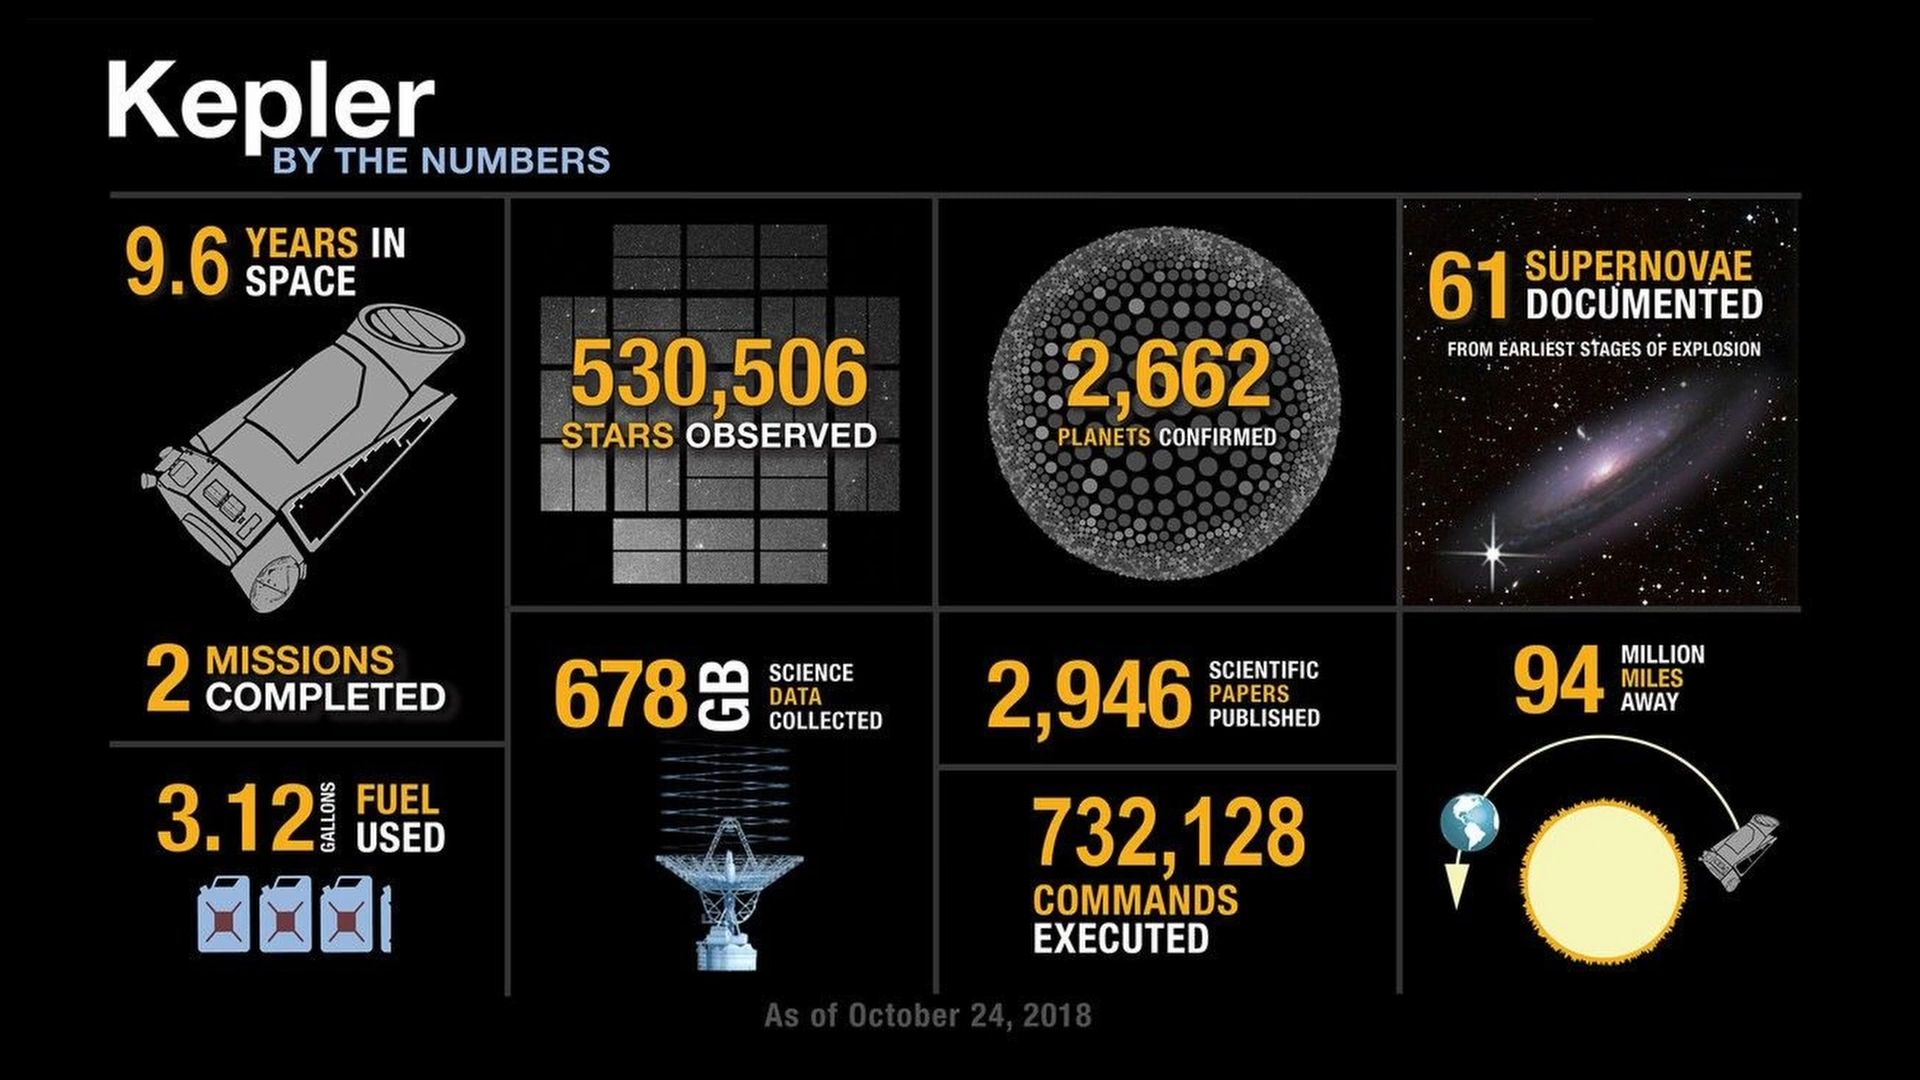 Kepler
BY THE NUMBERS
9.6 YEARS IN
SPACE
2 MISSIONS
COMPLETED
3.12 GALLONS FUEL
USED
530,506
STARS OBSERVED
678 GB SCIENCE
DATA
COLLECTED
2,662
PLANETS CONFIRMED
2,946 SCIENTIFIC
PAPERS
PUBLISHED
732,128
COMMANDS
EXECUTED
61 SUPERNOVAE
DOCUMENTED
FROM EARLIEST STAGES OF EXPLOSION
94 MILLION
MILES
AWAY
As of October 24, 2018